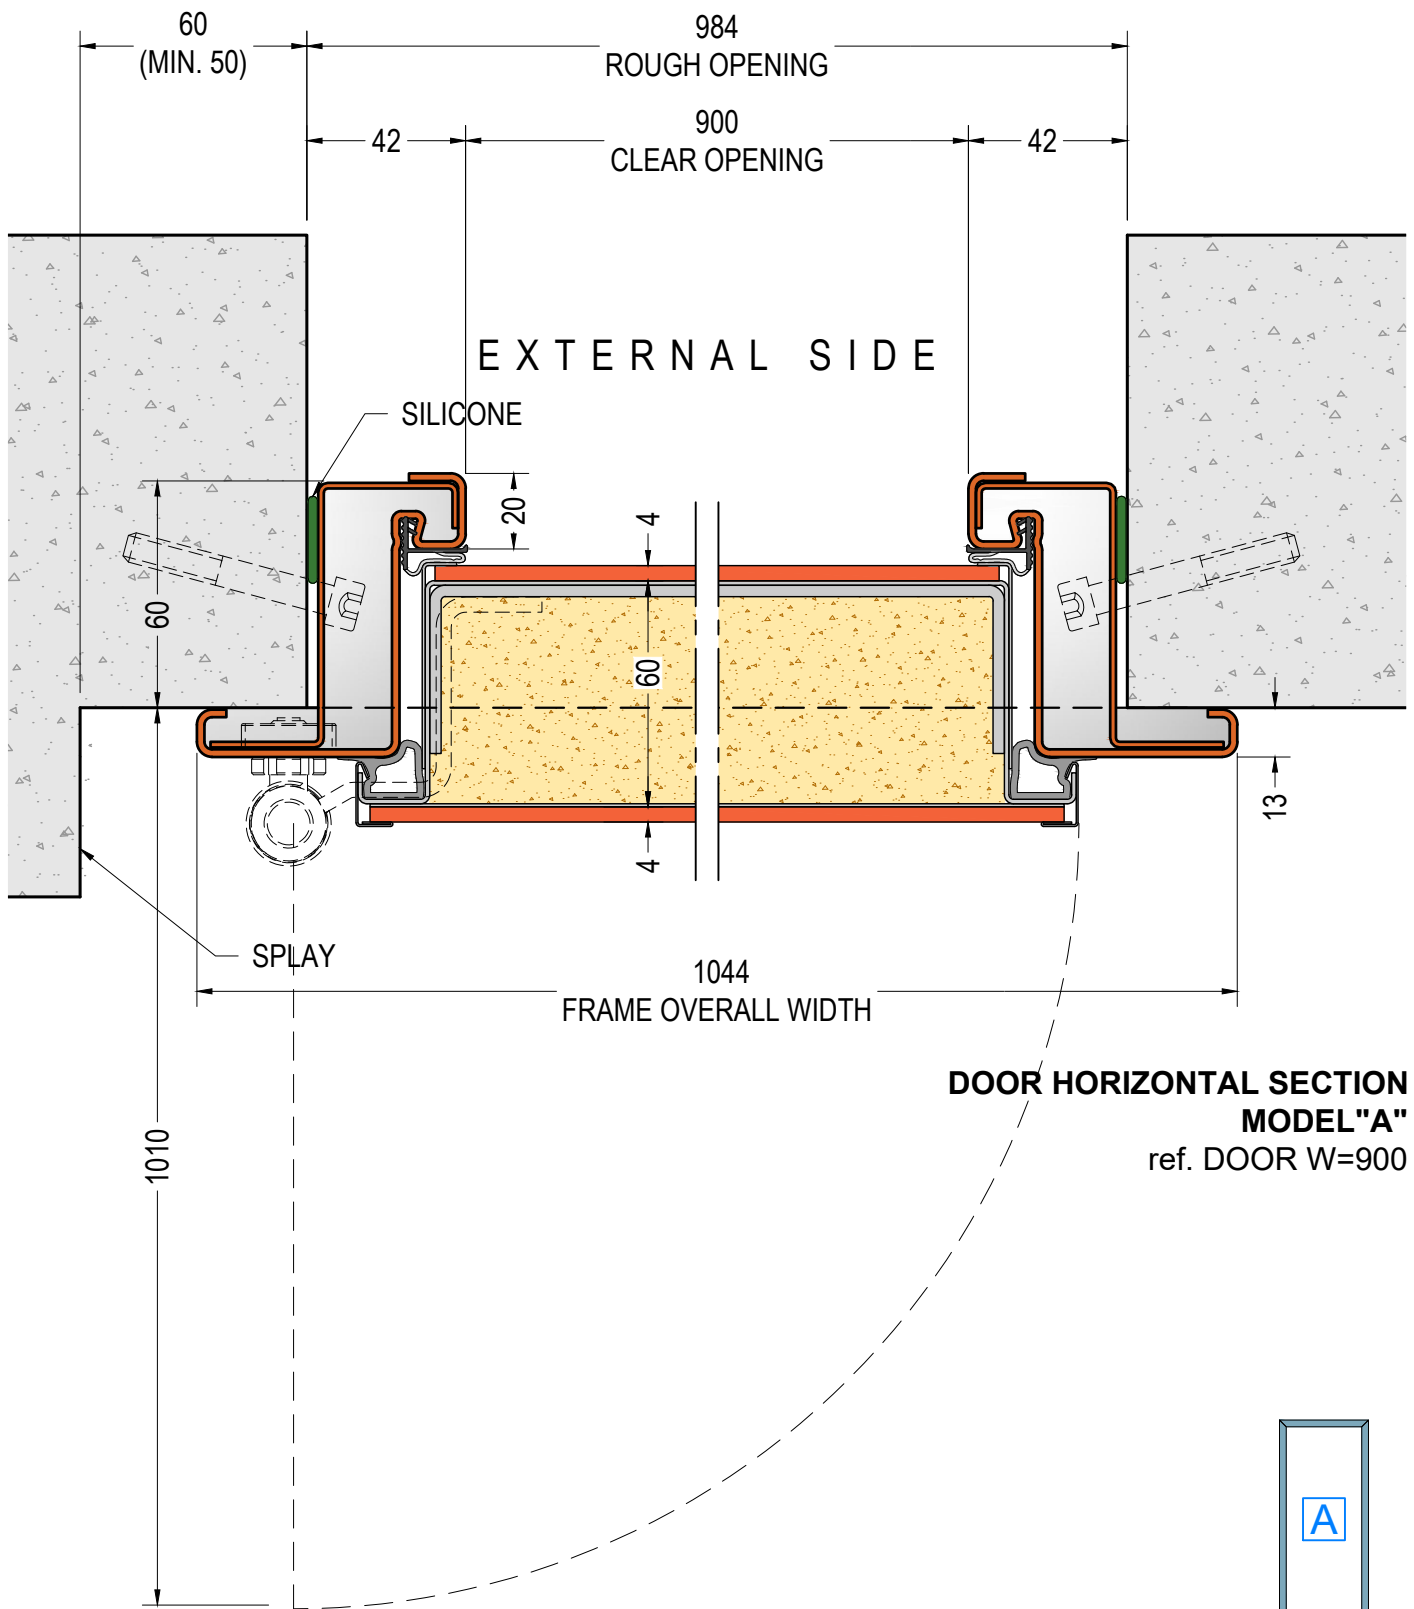 60
(MIN. 50)
984
ROUGH OPENING
42
900
CLEAR OPENING
42
EXTERNAL SIDE
SILICONE
20
4
60
60
13
4
SPLAY
1044
FRAME OVERALL WIDTH
DOOR HORIZONTAL SECTION
MODEL"A"
ref. DOOR W=900
1010
A